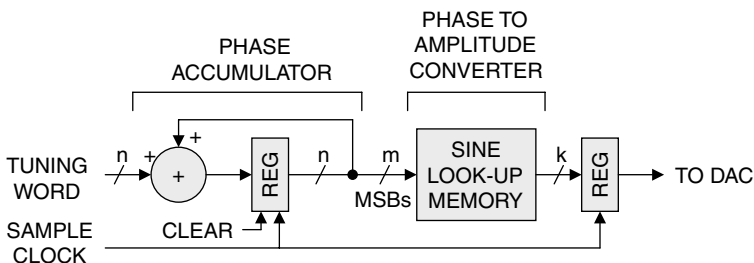 PHASE
ACCUMULATOR
PHASE TO
AMPLITUDE
CONVERTER
TUNING
WORD
n
+
+
+
REG
n
m
MSBs
SINE
LOOK-UP
MEMORY
k
REG
TO DAC
CLEAR
SAMPLE
CLOCK